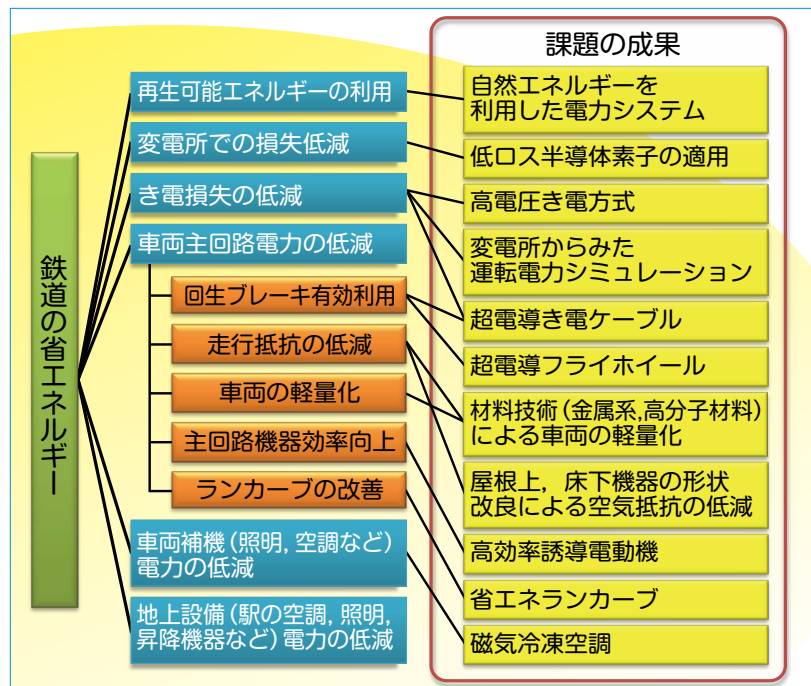 鉄道の省エネルギー
再生可能エネルギーの利用
変電所での損失低減
き電損失の低減
車両主回路電力の低減
回生ブレーキ有効利用
走行抵抗の低減
車両の軽量化
主回路機器効率向上
ランカーブの改善
車両補機(照明,空調など)
電力の低減
地上設備(駅の空調,照明,
昇降機器など)電力の低減
課題の成果
自然エネルギーを
利用した電力システム
低ロス半導体素子の適用
高電圧き電方式
変電所からみた
運転電力シミュレーション
超電導き電ケーブル
超電導フライホイール
材料技術(金属系,高分子材料)
による車両の軽量化
屋根上,床下機器の形状
改良による空気抵抗の低減
高効率誘導電動機
省エネランカーブ
磁気冷凍空調